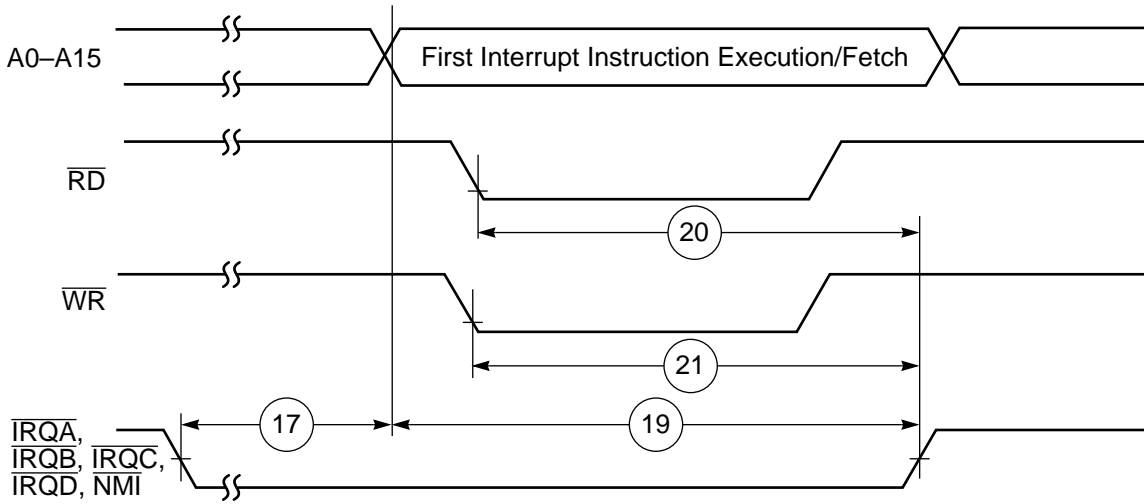 A0–A15
First Interrupt Instruction Execution/Fetch
RD
20
WR
21
IRQA,
IRQB, IRQC,
IRQD, NMI
17
19